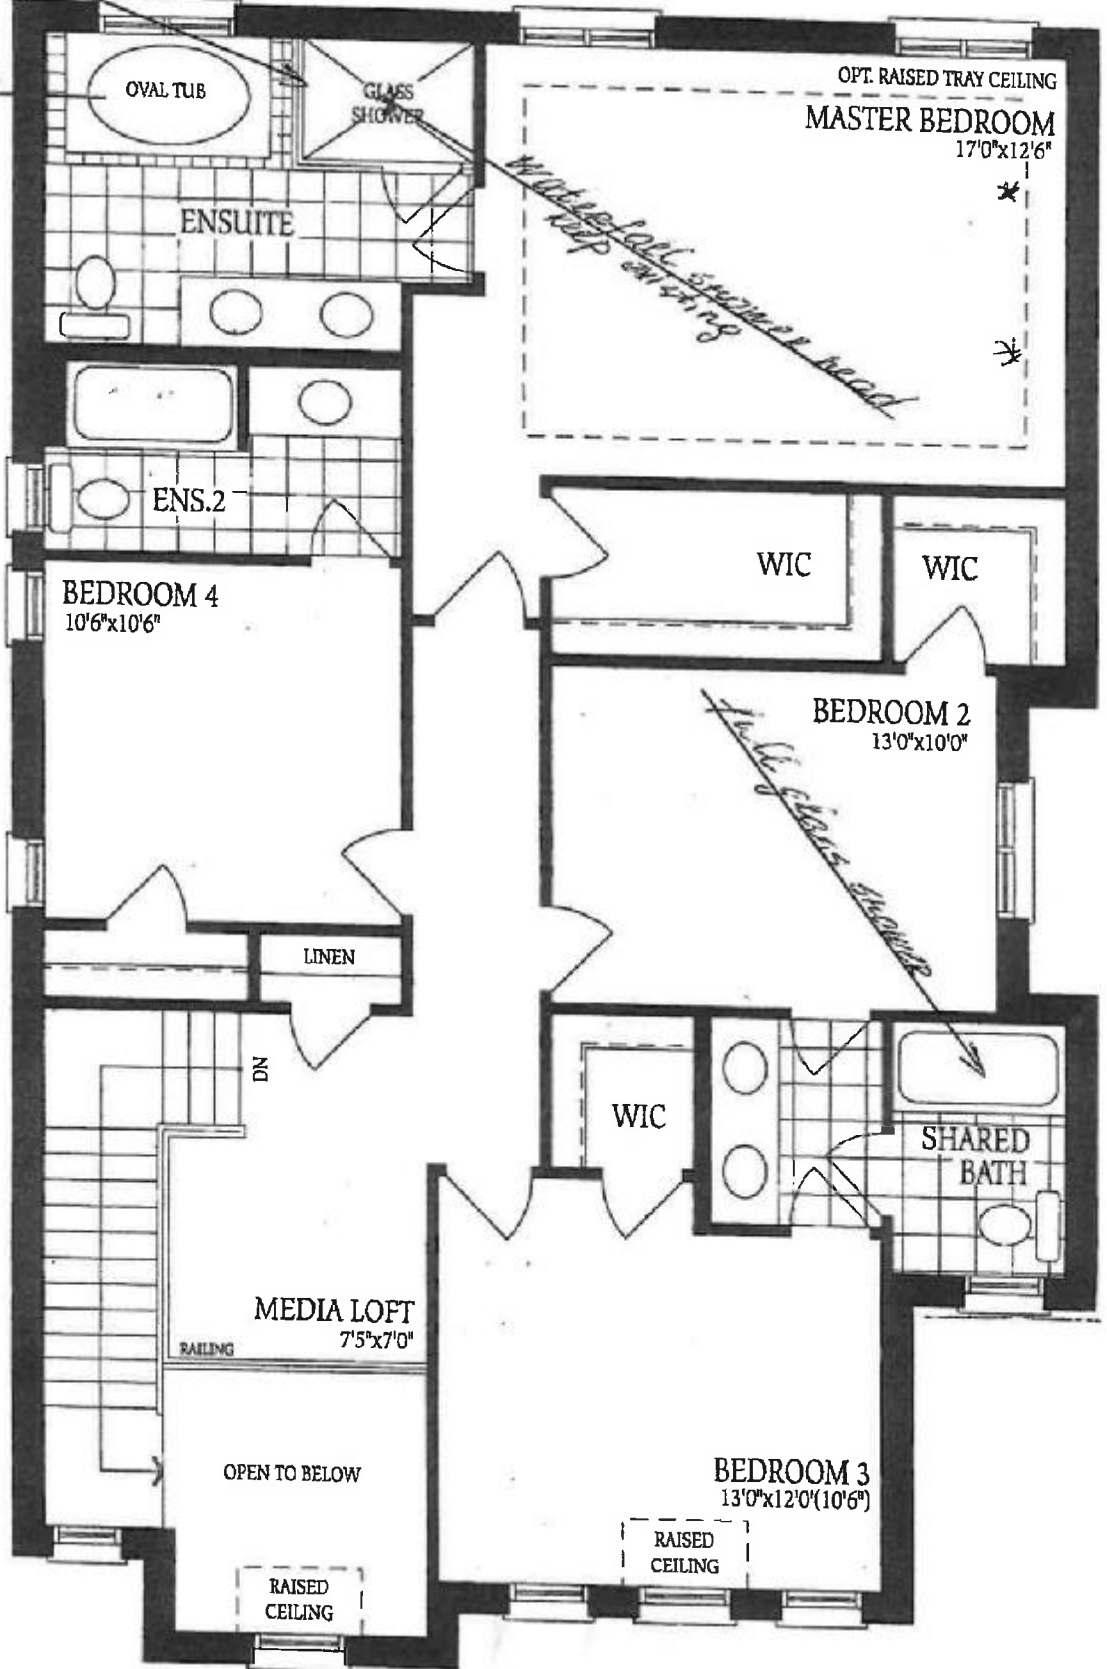 OVAL TUB
GLASS
SHOWER
OPT. RAISED TRAY CEILING
MASTER BEDROOM
17'0"x12'6"
waterfall shower head
keep existing
ENSUITE
ENS.2
WIC
WIC
BEDROOM 4
10'6"x10'6"
BEDROOM 2
13'0"x10'0"
full glass shower
LINEN
DN
WIC
SHARED
BATH
MEDIA LOFT
7'5"x7'0"
RAILING
OPEN TO BELOW
BEDROOM 3
13'0"x12'0'(10'6")
RAISED
CEILING
RAISED
CEILING